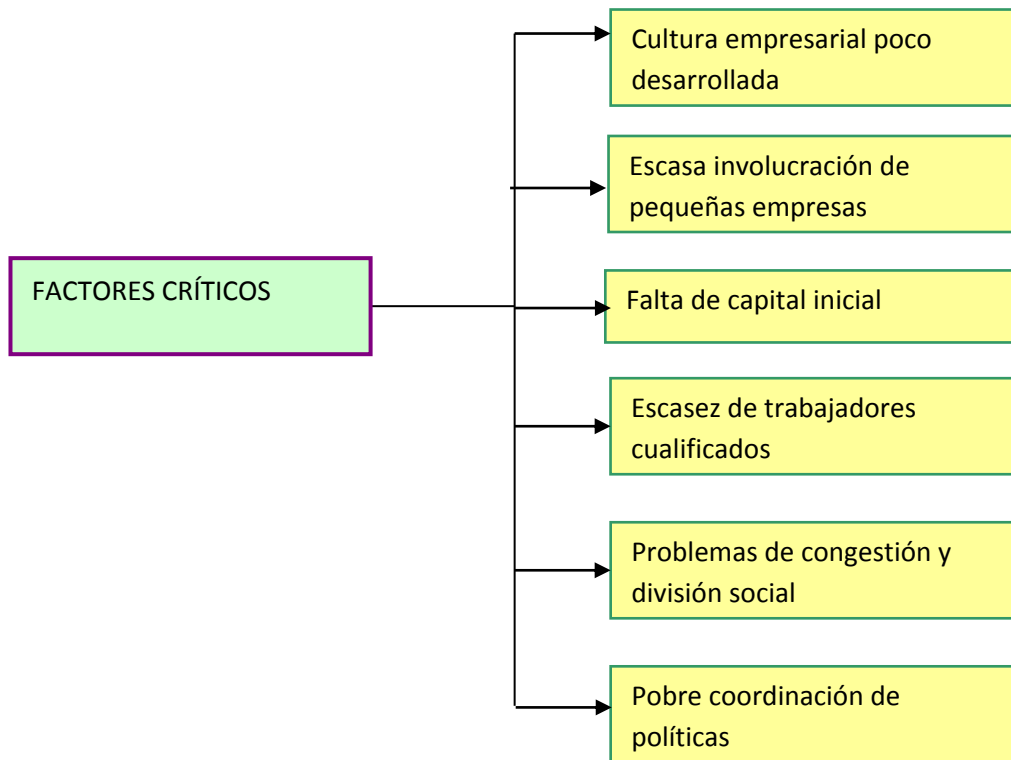 Cultura empresarial poco
desarrollada
Escasa involucración de
pequeñas empresas
FACTORES CRÍTICOS
Falta de capital inicial
Escasez de trabajadores
cualificados
Problemas de congestión y
división social
Pobre coordinación de
políticas